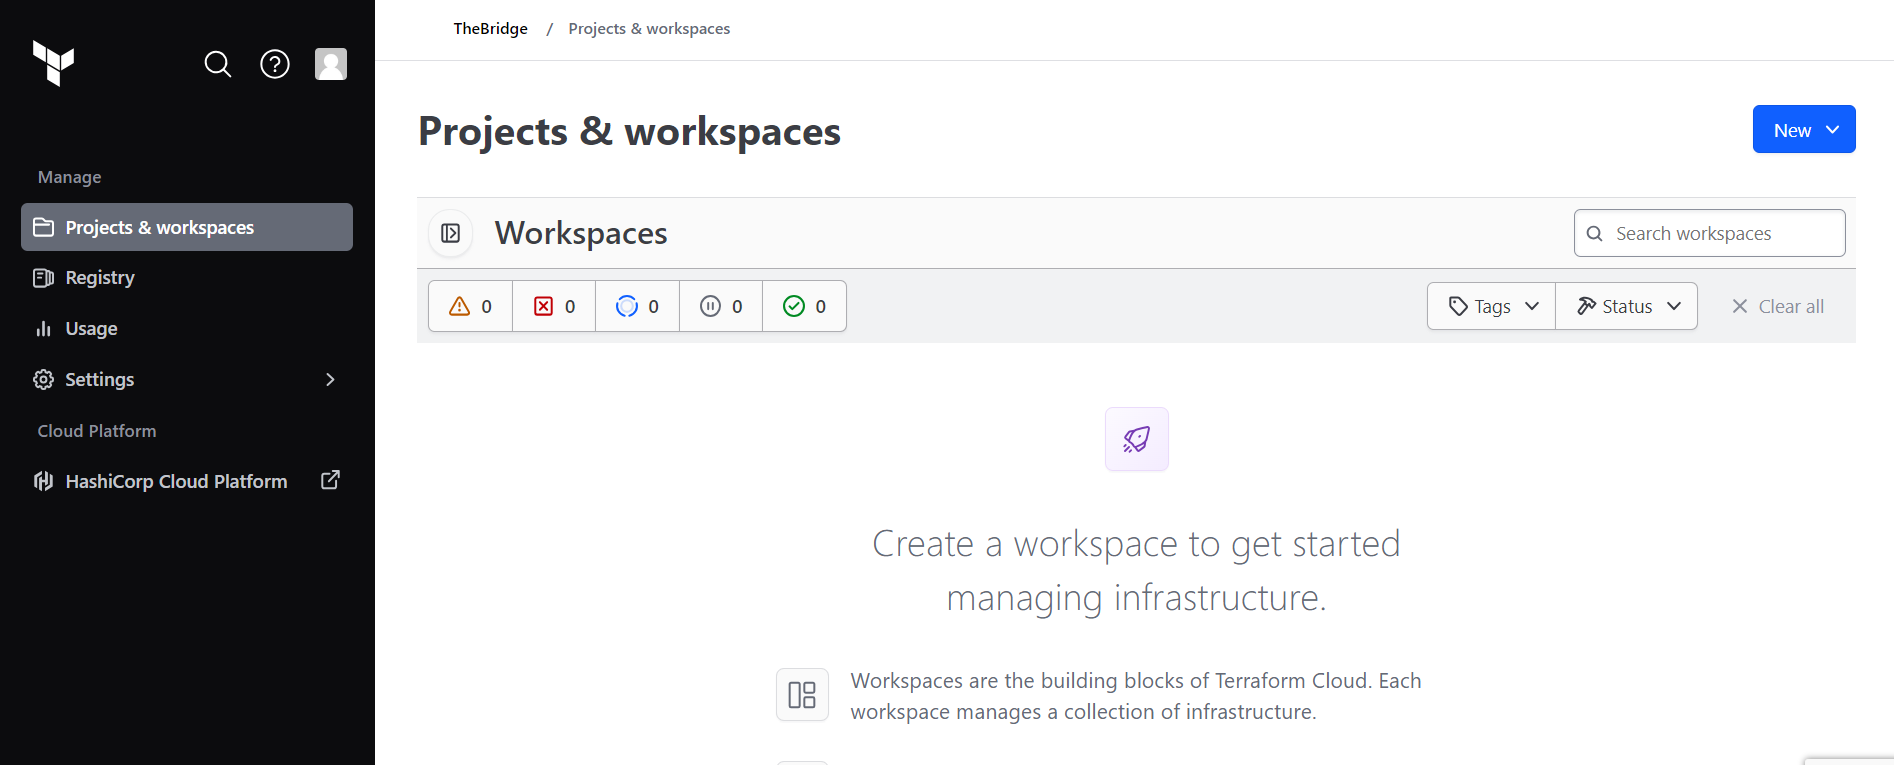 TheBridge / Projects & workspaces
Manage
Projects & workspaces
Registry
Usage
Settings
Cloud Platform
HashiCorp Cloud Platform
Projects & workspaces
New
Workspaces
Search workspaces
0 0 0 0 0
Tags Status Clear all
Create a workspace to get started
managing infrastructure.
Workspaces are the building blocks of Terraform Cloud. Each
workspace manages a collection of infrastructure.